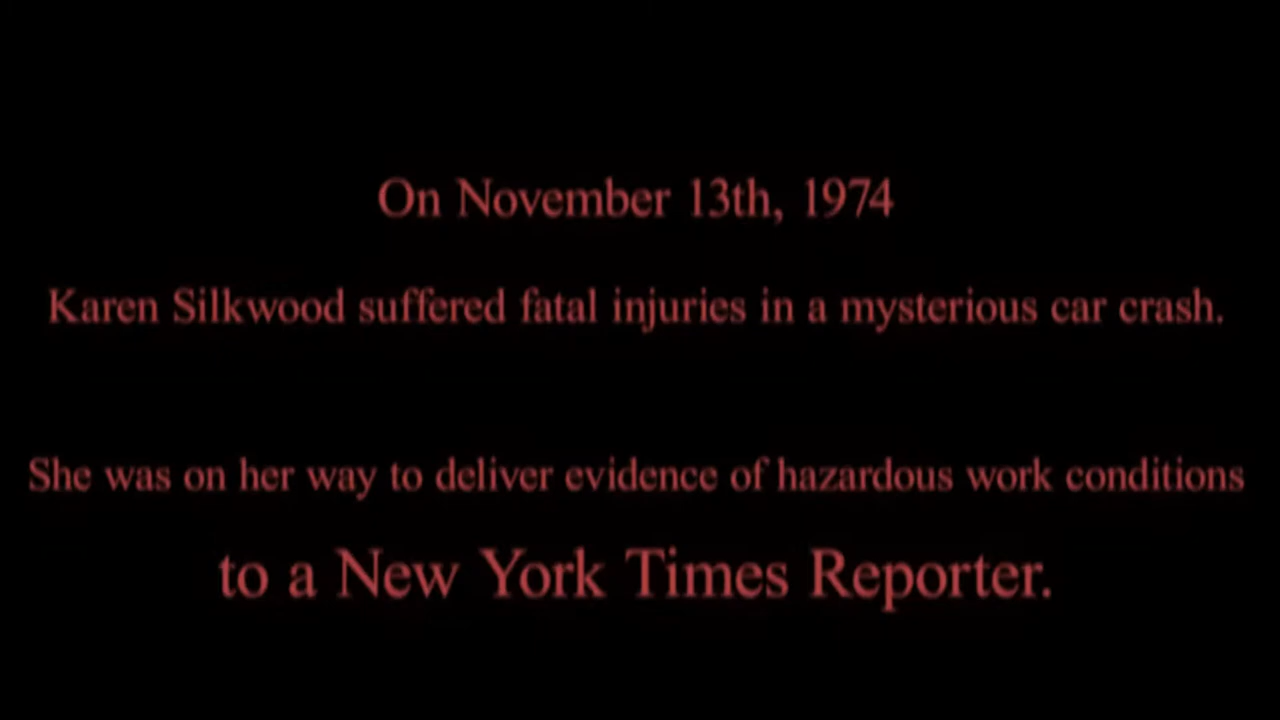 On November 13th, 1974
Karen Silkwood suffered fatal injuries in a mysterious car crash.
She was on her way to deliver evidence of hazardous work conditions
to a New York Times Reporter.